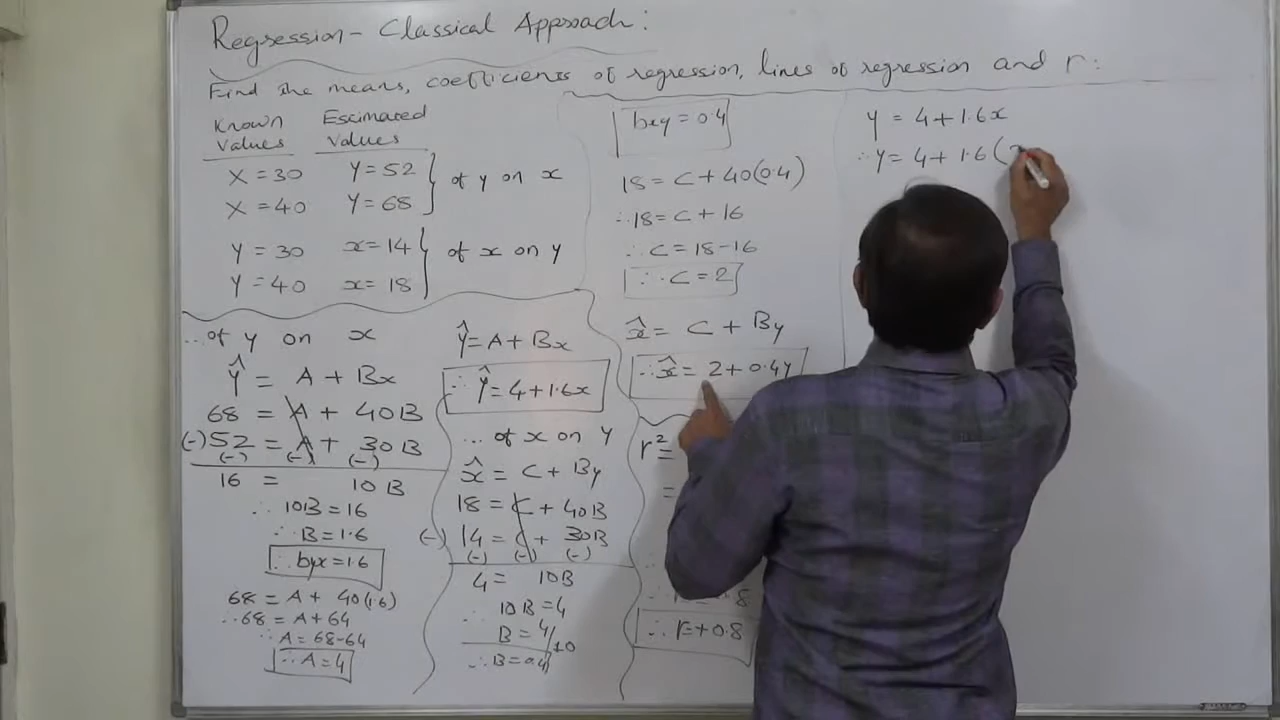 Regression - Classical Approach:
Find the means, coefficients of regression, lines of regression and r:
Known Values
Estimated Values
X = 30 Y = 52
X = 40 Y = 68
} of y on x
Y = 30 x = 14
Y = 40 x = 18
} of x on y
...of y on x
Ŷ = A + Bx
68 = A + 40B
(-) 52 = A + 30B
(-) (-) (-)
16 = 10B
∴ 10B = 16
∴ B = 1.6
∴ byx = 1.6
68 = A + 40(1.6)
∴ 68 = A + 64
∴ A = 68-64
∴ A = 4
Ŷ = A + Bx
∴ Ŷ = 4 + 1.6x
... of x on Y
x̂ = C + By
18 = C + 40B
(-) 14 = C + 30B
(-) (-) (-)
4 = 10B
∴ 10B = 4
B = 4/10
∴ B = 0.4
bxy = 0.4
18 = C + 40(0.4)
∴ 18 = C + 16
∴ C = 18-16
∴ C = 2
x̂ = C + By
∴ x̂ = 2 + 0.4y
r² =
=
∴ r = +0.8
y = 4 + 1.6x
∴ y = 4 + 1.6(